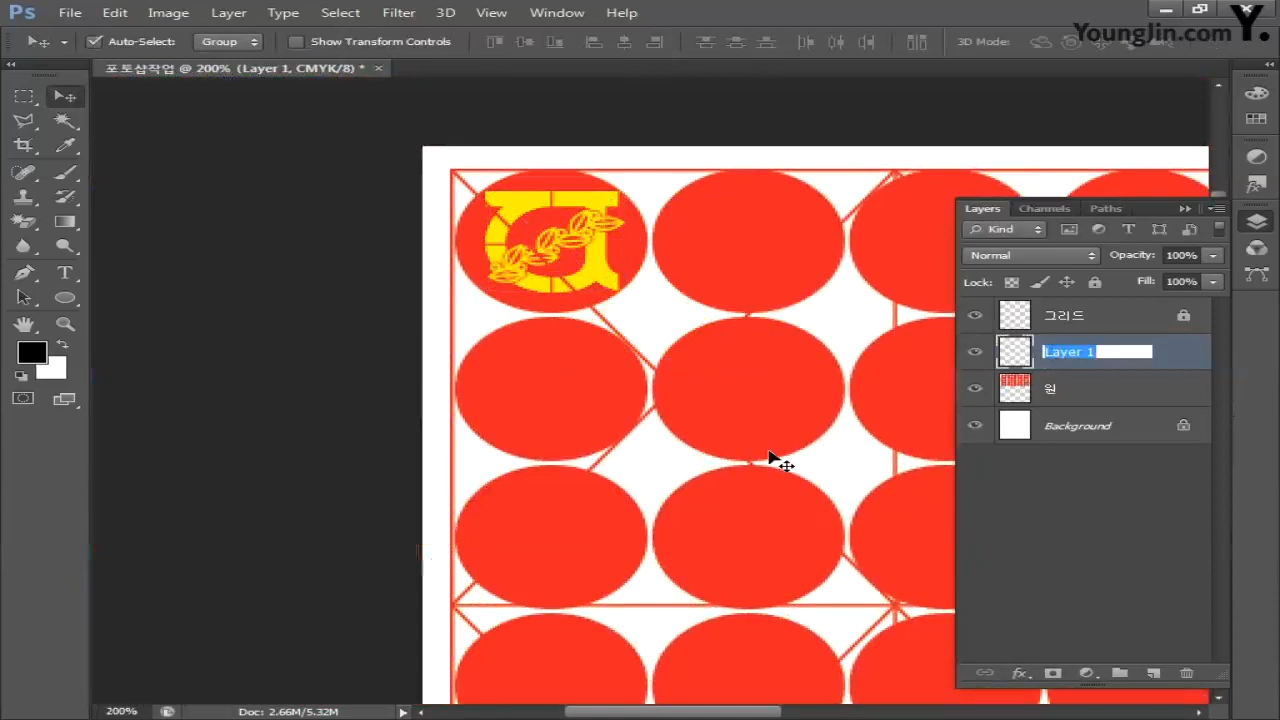 Ps File Edit Image Layer Type Select Filter 3D View Window Help
Auto-Select: Group Show Transform Controls 3D Mode:
YoungJin.com Y.
포토샵작업 @ 200% (Layer 1, CMYK/8) * ×
Layers Channels Paths
Kind
Normal Opacity: 100%
Lock: Fill: 100%
그리드
Layer 1
원
Background
fx
200% Doc: 2.66M/5.32M